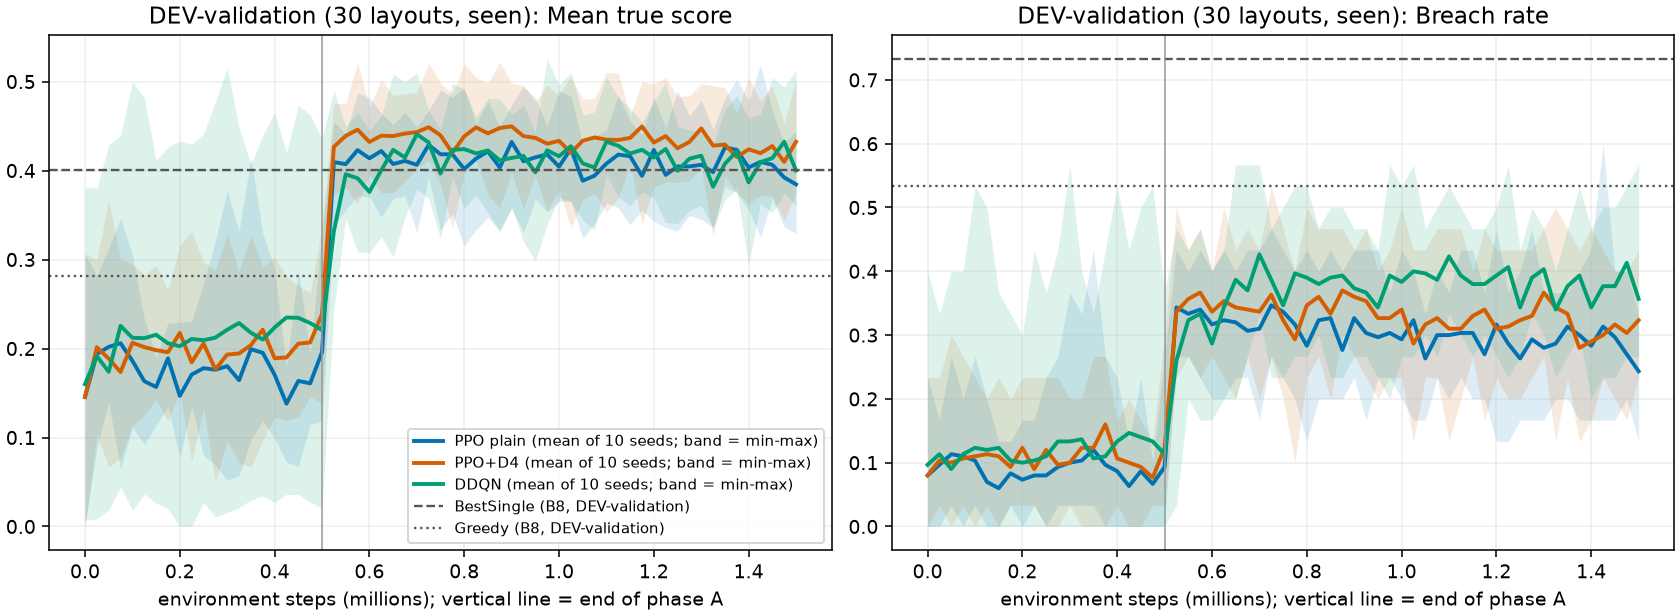 DEV-validation (30 layouts, seen): Mean true score
0.5
0.4
0.3
0.2
0.1
0.0
PPO plain (mean of 10 seeds; band = min-max)
PPO+D4 (mean of 10 seeds; band = min-max)
DDQN (mean of 10 seeds; band = min-max)
BestSingle (B8, DEV-validation)
Greedy (B8, DEV-validation)
0.0 0.2 0.4 0.6 0.8 1.0 1.2 1.4
environment steps (millions); vertical line = end of phase A
DEV-validation (30 layouts, seen): Breach rate
0.7
0.6
0.5
0.4
0.3
0.2
0.1
0.0
0.0 0.2 0.4 0.6 0.8 1.0 1.2 1.4
environment steps (millions); vertical line = end of phase A